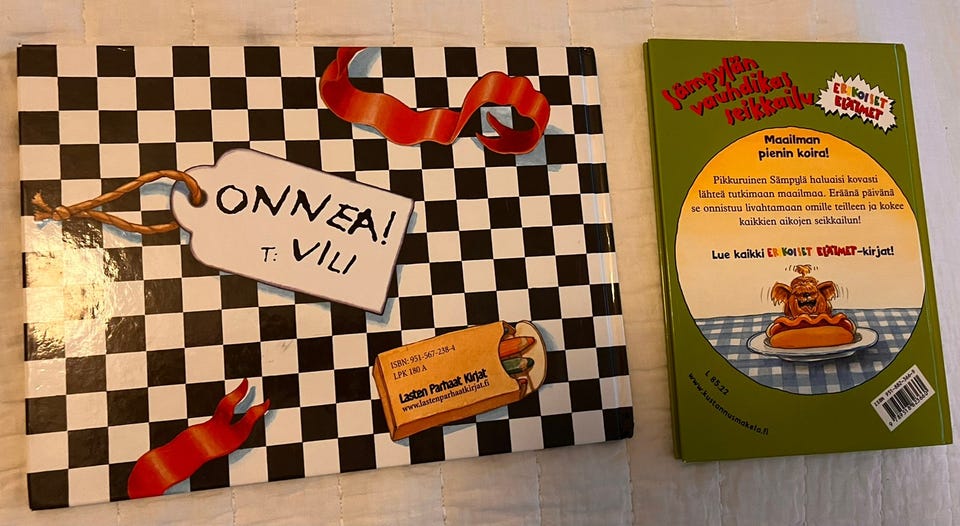 ONNEA!
T: VILI
ISBN: 951-567-238-4
LPK 180 A
Lasten Parhaat Kirjat
www.lastenparhaatkirjat.fi
Sämpylän
vauhdikas
seikkailu
ERIKOISET
ELÄIMET
Maailman
pienin koira!
Pikkuruinen Sämpylä haluaisi kovasti
lähteä tutkimaan maailmaa. Eräänä päivänä
se onnistuu livahtamaan omille teilleen ja kokee
kaikkien aikojen seikkailun!
Lue kaikki ERIKOISET ELÄIMET-kirjat!
L 85.22
www.kustannusmakela.fi